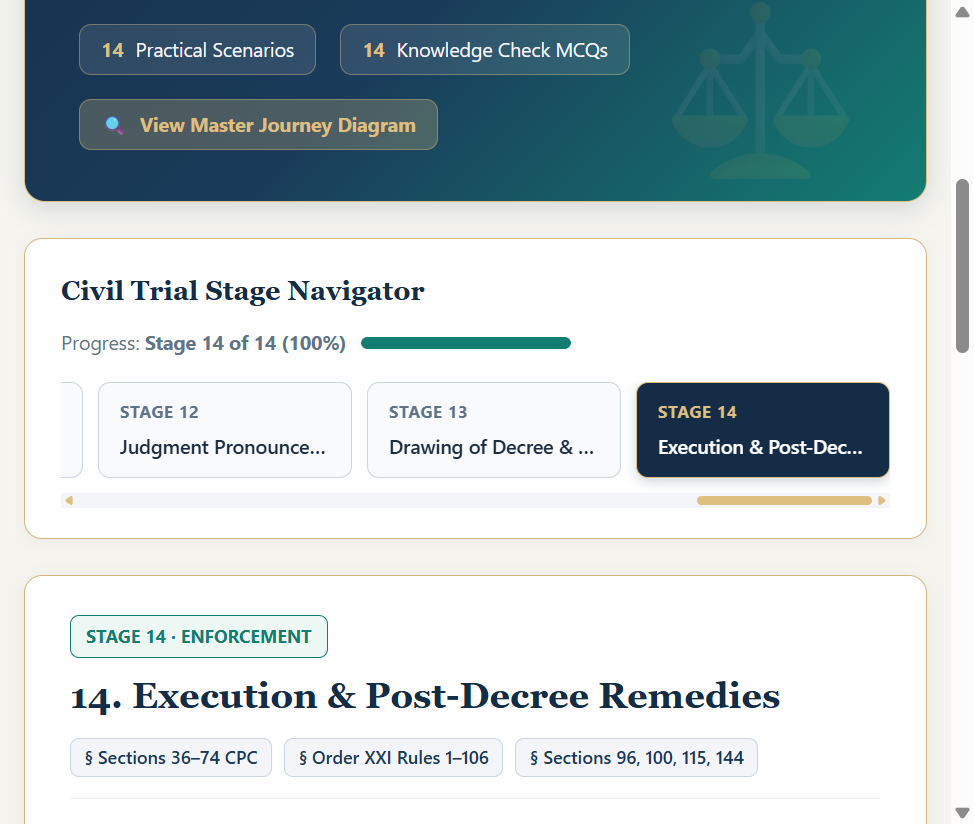 14 Practical Scenarios
14 Knowledge Check MCQs
View Master Journey Diagram
Civil Trial Stage Navigator
Progress: Stage 14 of 14 (100%)
STAGE 12
Judgment Pronounce...
STAGE 13
Drawing of Decree & ...
STAGE 14
Execution & Post-Dec...
STAGE 14 · ENFORCEMENT
14. Execution & Post-Decree Remedies
§ Sections 36–74 CPC
§ Order XXI Rules 1–106
§ Sections 96, 100, 115, 144